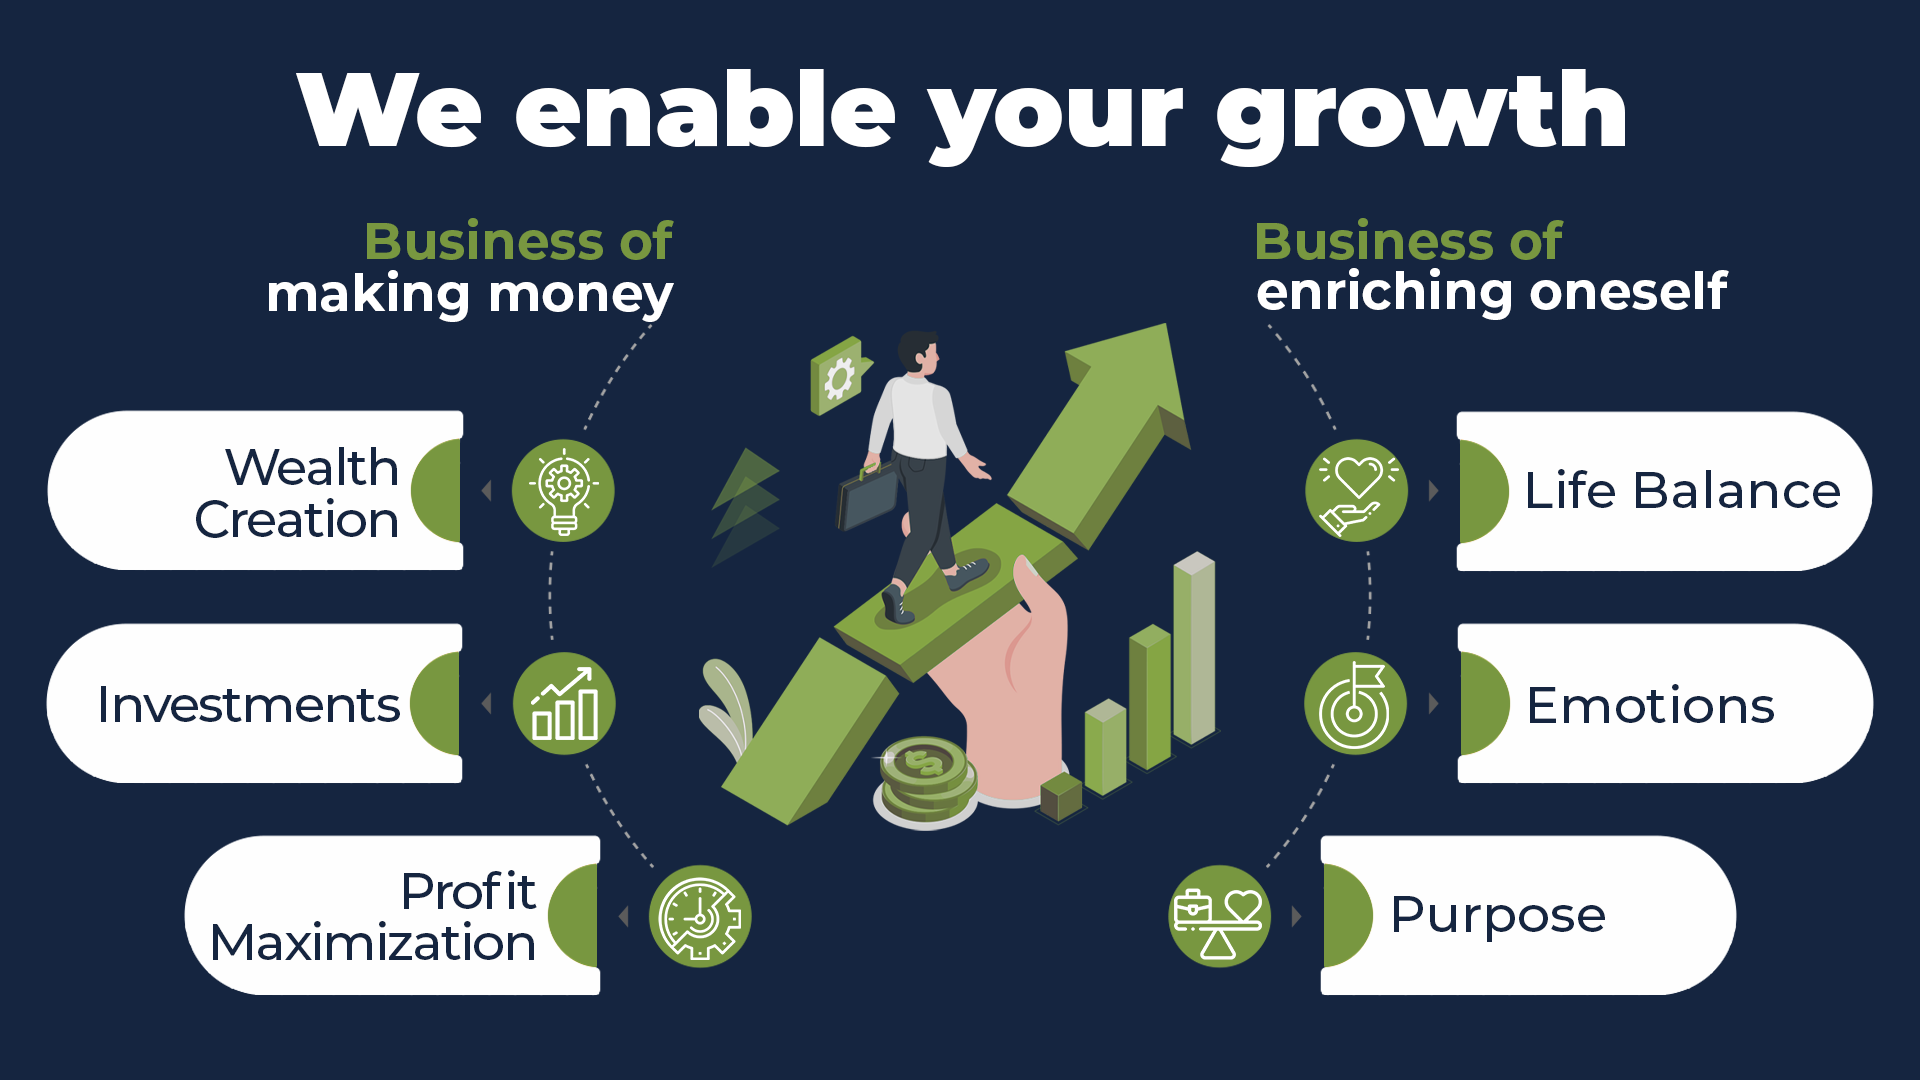 We enable your growth
Business of
making money
Wealth
Creation
Investments
Profit
Maximization
Business of
enriching oneself
Life Balance
Emotions
Purpose